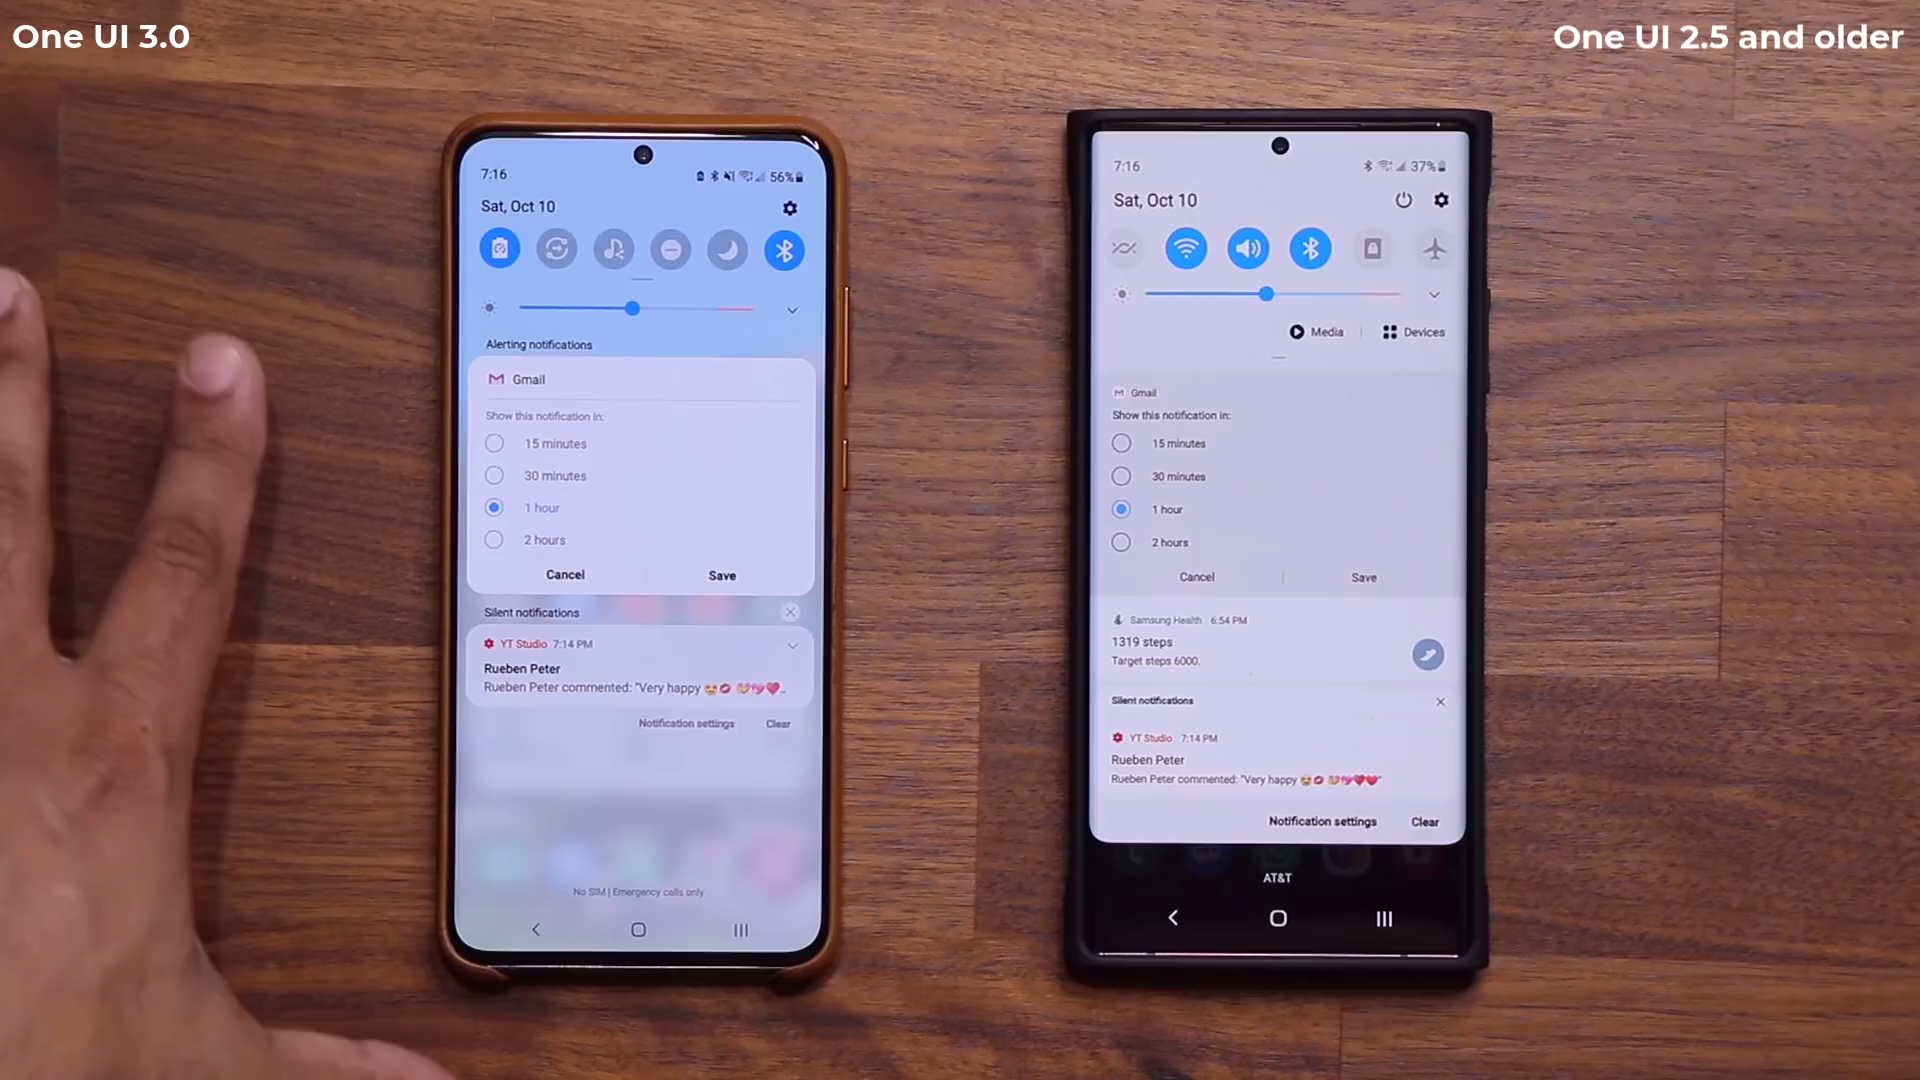 One UI 3.0
One UI 2.5 and older
7:16
56%
Sat, Oct 10
Alerting notifications
Gmail
Show this notification in:
15 minutes
30 minutes
1 hour
2 hours
Cancel
Save
Silent notifications
YT Studio 7:14 PM
Rueben Peter
Rueben Peter commented: "Very happy 😍💋 💝💖❤️...
Notification settings
Clear
No SIM | Emergency calls only
7:16
37%
Sat, Oct 10
Media
Devices
Gmail
Show this notification in:
15 minutes
30 minutes
1 hour
2 hours
Cancel
Save
Samsung Health 6:54 PM
1319 steps
Target steps 6000.
Silent notifications
YT Studio 7:14 PM
Rueben Peter
Rueben Peter commented: "Very happy 😍💋 💝💖❤️❤️"
Notification settings
Clear
AT&T